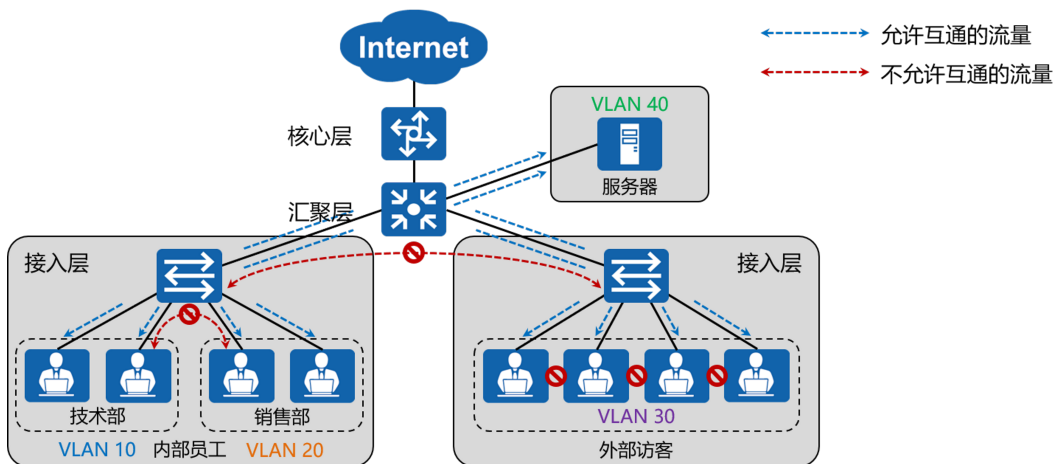 Internet
允许互通的流量
不允许互通的流量
VLAN 40
核心层
服务器
汇聚层
接入层
接入层
技术部
销售部
VLAN 30
VLAN 10 内部员工 VLAN 20
外部访客